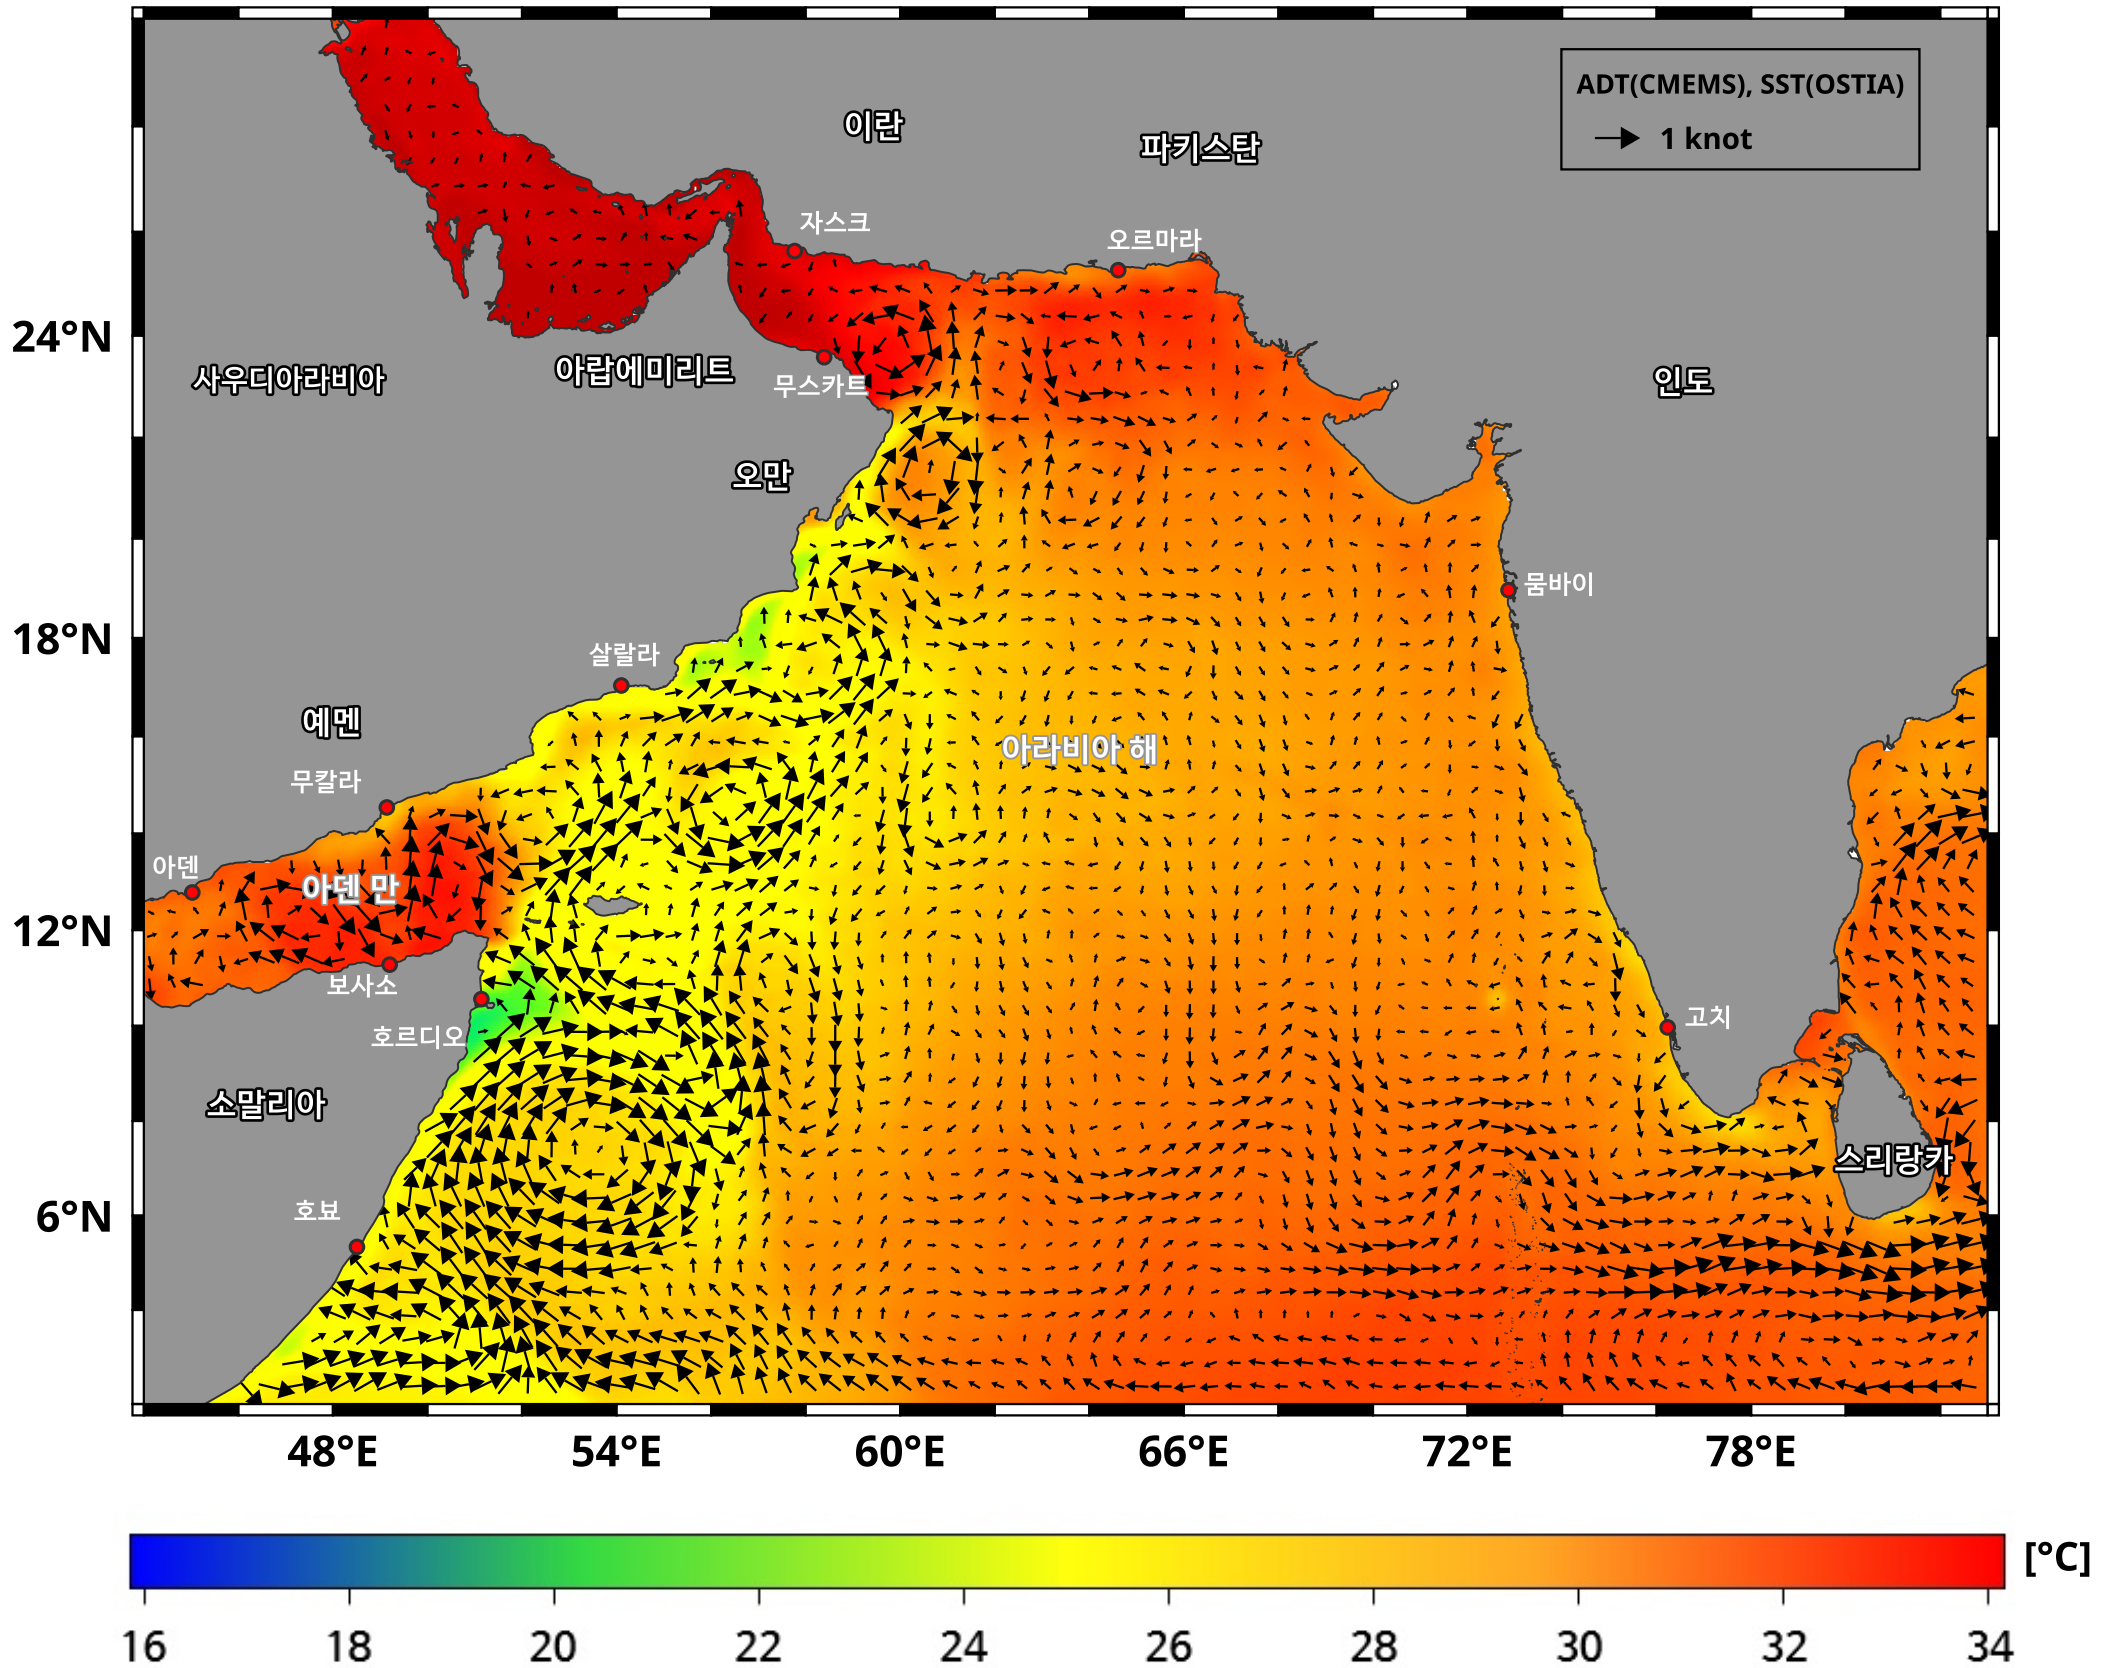 ADT(CMEMS), SST(OSTIA)
1 knot
이란
파키스탄
자스크
오르마라
24°N
사우디아라비아
아랍에미리트
무스카트
인도
오만
뭄바이
18°N
살랄라
예멘
아라비아 해
무칼라
아덴
아덴 만
12°N
보사소
호르디오
고치
소말리아
스리랑카
6°N
호뵤
48°E 54°E 60°E 66°E 72°E 78°E
[°C]
16 18 20 22 24 26 28 30 32 34